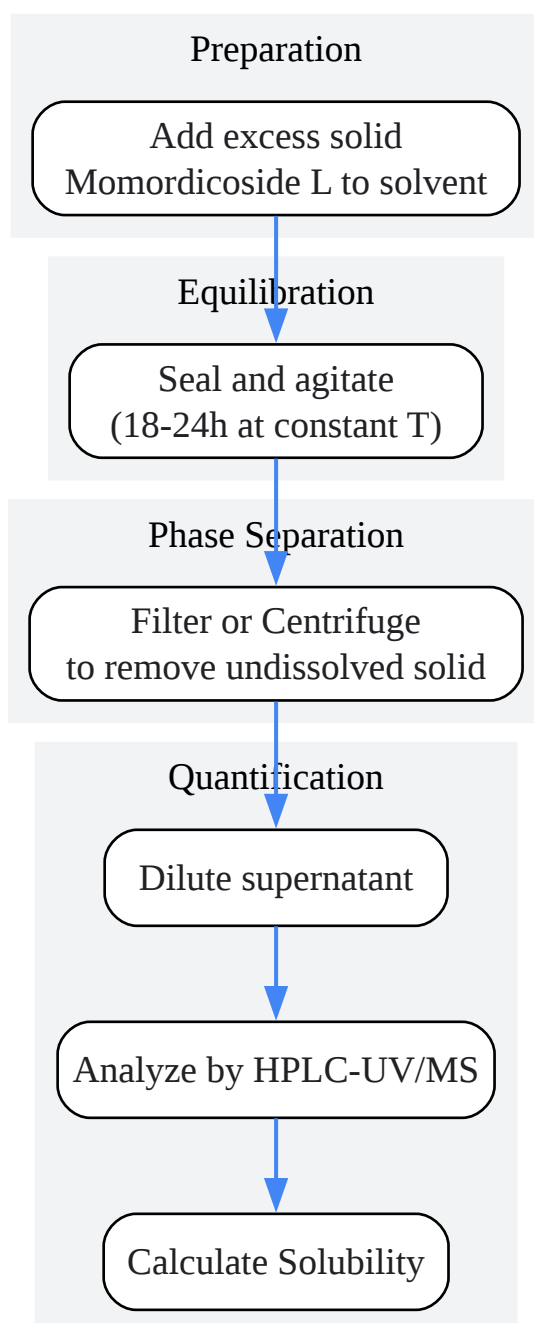 Preparation
Add excess solid
Momordicoside L to solvent
Equilibration
Seal and agitate
(18-24h at constant T)
Phase Separation
Filter or Centrifuge
to remove undissolved solid
Quantification
Dilute supernatant
Analyze by HPLC-UV/MS
Calculate Solubility